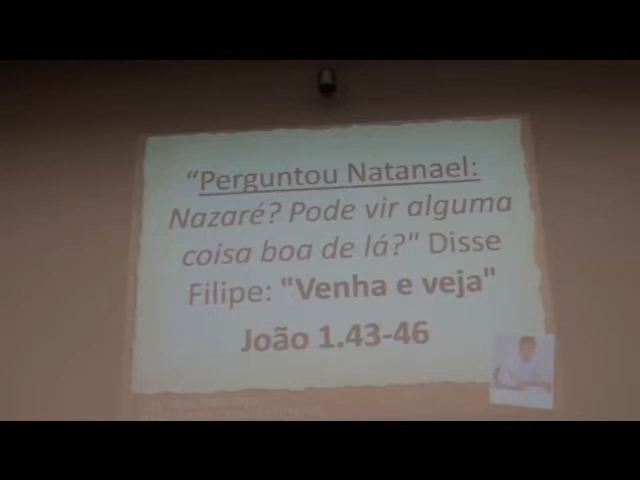 “Perguntou Natanael:
Nazaré? Pode vir alguma
coisa boa de lá?" Disse
Filipe: "Venha e veja"
João 1.43-46